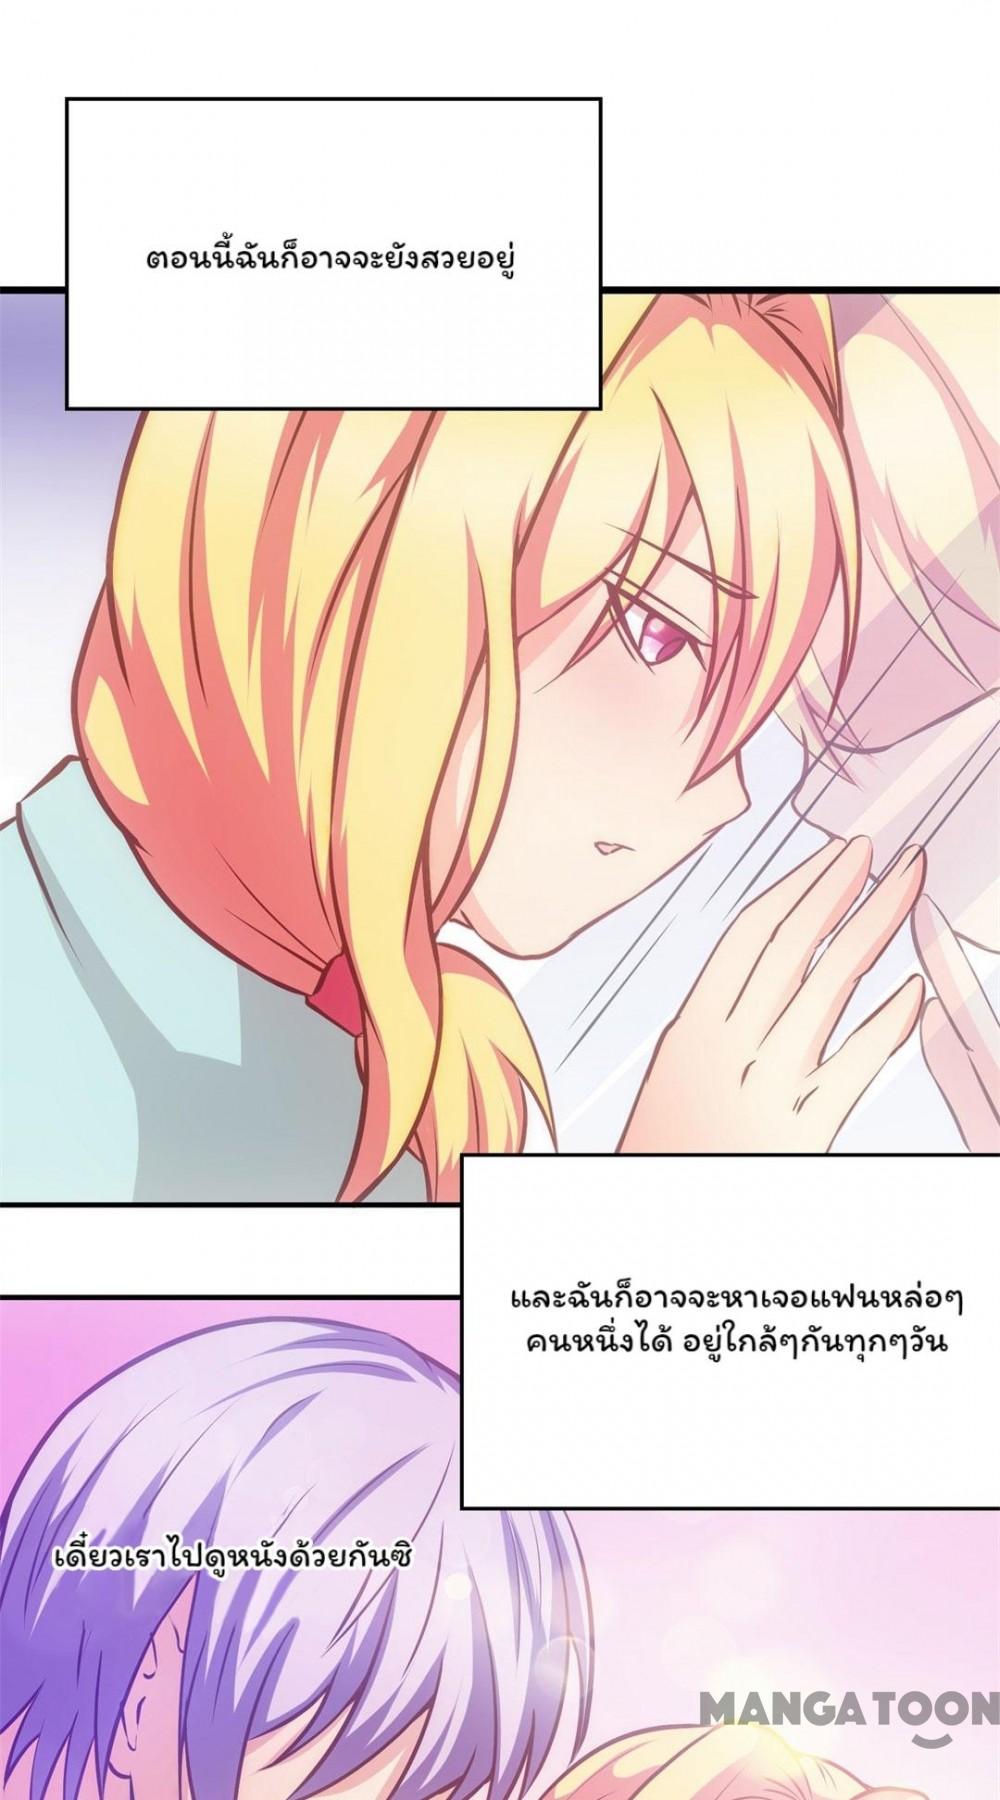 ตอนนี้ฉันก็อาจจะยังสวยอยู่
และฉันก็อาจจะหาเจอแฟนหล่อๆ
คนหนึ่งได้ อยู่ใกล้ๆกันทุกๆวัน
เดี๋ยวเราไปดูหนังด้วยกันซิ
MANGATOON